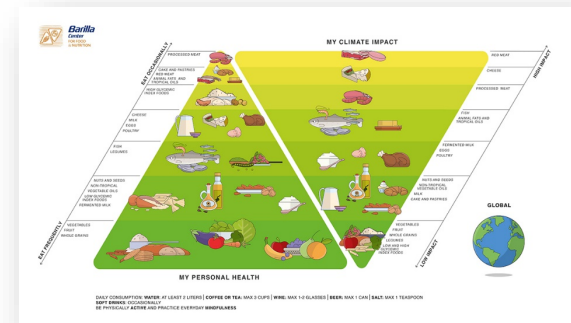 Barilla
Center
FOR FOOD
& NUTRITION
MY CLIMATE IMPACT
EAT OCCASIONALLY
PROCESSED MEAT
CAKE AND PASTRIES
RED MEAT
ANIMAL FATS AND
TROPICAL OILS
HIGH GLYCEMIC
INDEX FOODS
CHEESE
MILK
EGGS
POULTRY
FISH
LEGUMES
NUTS AND SEEDS
NON-TROPICAL
VEGETABLE OILS
LOW GLYCEMIC
INDEX FOODS
FERMENTED MILK
VEGETABLES
FRUIT
WHOLE GRAINS
EAT FREQUENTLY
HIGH IMPACT
RED MEAT
CHEESE
PROCESSED MEAT
FISH
ANIMAL FATS AND
TROPICAL OILS
FERMENTED MILK
EGGS
POULTRY
NUTS AND SEEDS
NON-TROPICAL
VEGETABLE OILS
MILK
CAKE AND PASTRIES
VEGETABLES
FRUIT
WHOLE GRAINS
LEGUMES
LOW AND HIGH
GLYCEMIC
INDEX FOODS
LOW IMPACT
GLOBAL
MY PERSONAL HEALTH
DAILY CONSUMPTION: WATER: AT LEAST 2 LITERS | COFFEE OR TEA: MAX 3 CUPS | WINE: MAX 1-2 GLASSES | BEER: MAX 1 CAN | SALT: MAX 1 TEASPOON
SOFT DRINKS: OCCASIONALLY
BE PHYSICALLY ACTIVE AND PRACTICE EVERYDAY MINDFULNESS